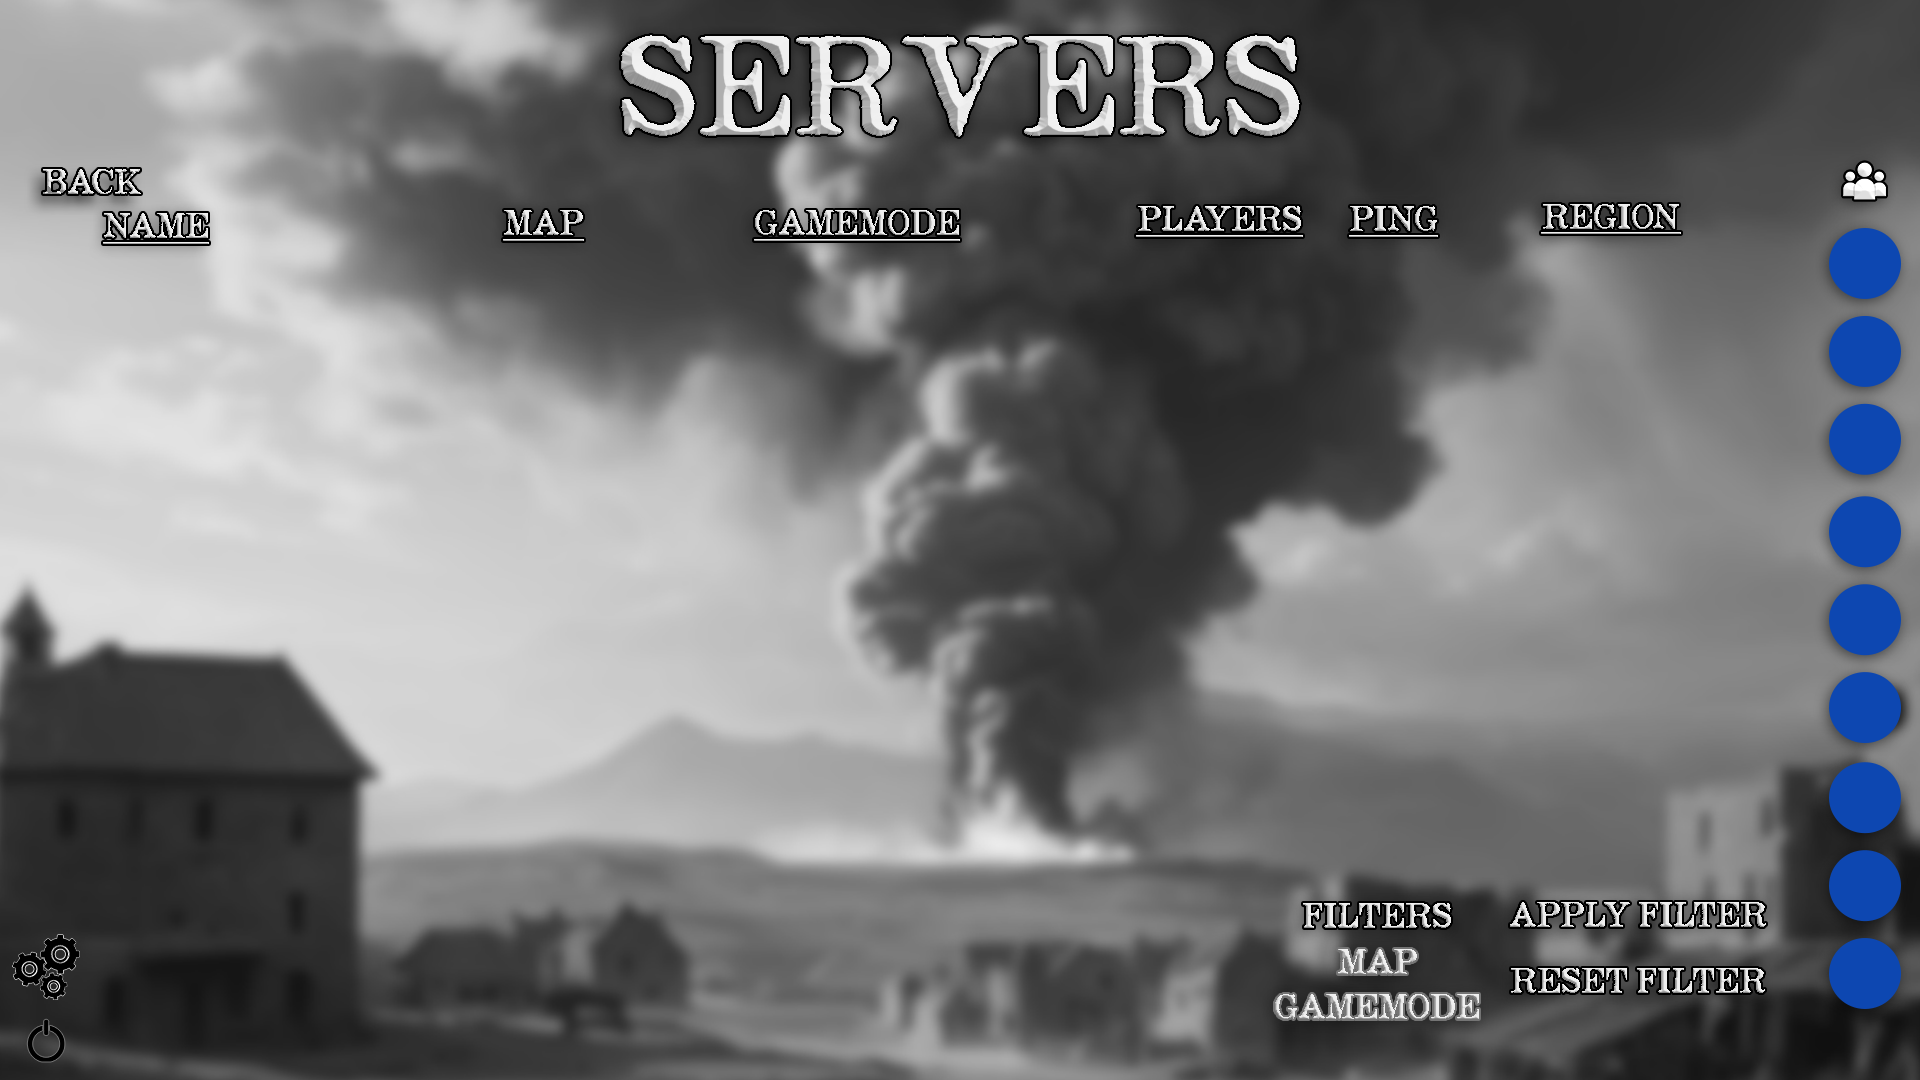 SERVERS
BACK
NAME MAP GAMEMODE PLAYERS PING REGION
FILTERS APPLY FILTER
MAP
RESET FILTER
GAMEMODE